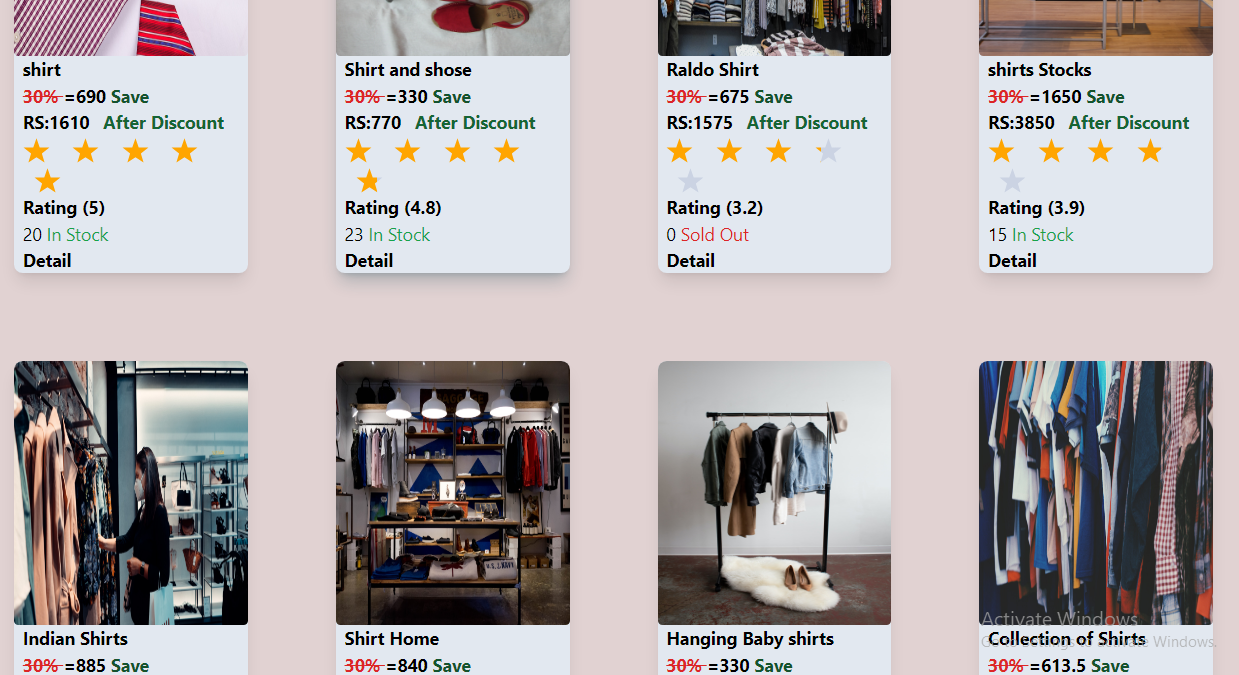 shirt
30% =690 Save
RS:1610 After Discount
Rating (5)
20 In Stock
Detail
Shirt and shose
30% =330 Save
RS:770 After Discount
Rating (4.8)
23 In Stock
Detail
Raldo Shirt
30% =675 Save
RS:1575 After Discount
Rating (3.2)
0 Sold Out
Detail
shirts Stocks
30% =1650 Save
RS:3850 After Discount
Rating (3.9)
15 In Stock
Detail
Indian Shirts
30% =885 Save
U.S. NAVY
Shirt Home
30% =840 Save
Hanging Baby shirts
30% =330 Save
Activate Windows
Go to Settings to activate Windows.
Collection of Shirts
30% =613.5 Save